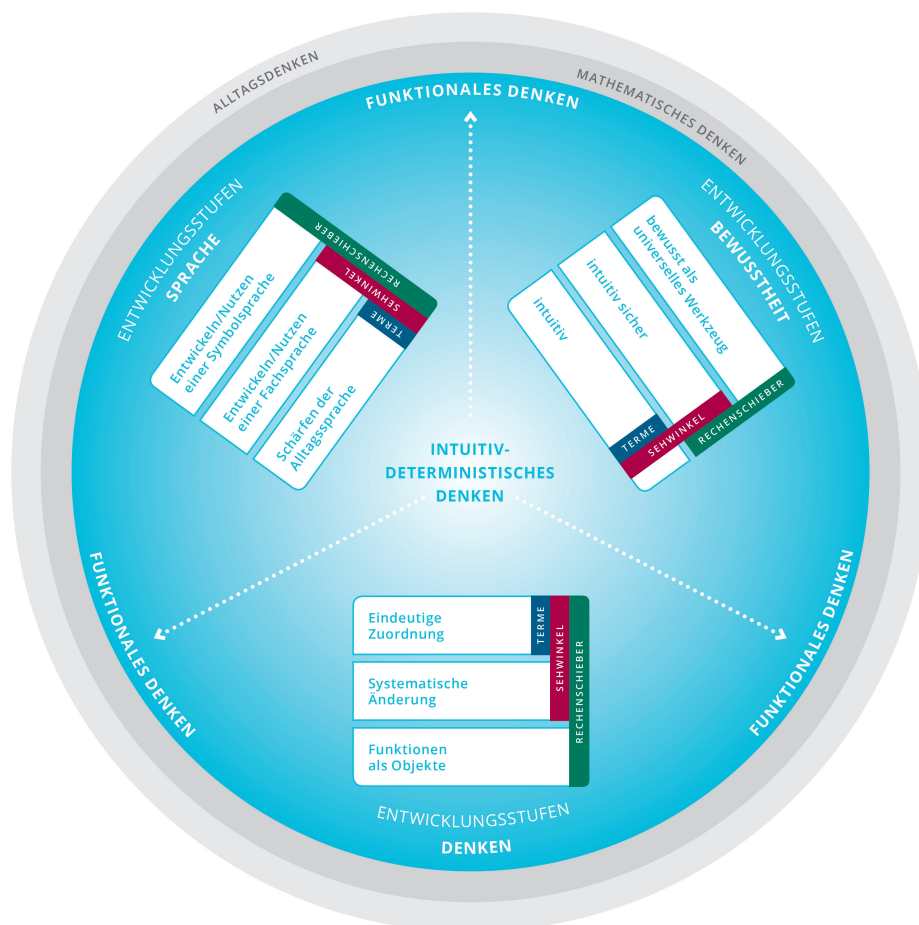 ALLTAGSDENKEN
MATHEMATISCHES DENKEN
FUNKTIONALES DENKEN
ENTWICKLUNGSSTUFEN
SPRACHE
Entwickeln/Nutzen
einer Symbolsprache
Entwickeln/Nutzen
einer Fachsprache
Schärfen der
Alltagssprache
RECHENSCHIEBER
SEHWINKEL
TERME
ENTWICKLUNGSSTUFEN
BEWUSSTHEIT
intuitiv
intuitiv sicher
bewusst als
universelles Werkzeug
TERME
SEHWINKEL
RECHENSCHIEBER
INTUITIV-
DETERMINISTISCHES
DENKEN
FUNKTIONALES DENKEN
FUNKTIONALES DENKEN
Eindeutige
Zuordnung
Systematische
Änderung
Funktionen
als Objekte
TERME
SEHWINKEL
RECHENSCHIEBER
ENTWICKLUNGSSTUFEN
DENKEN